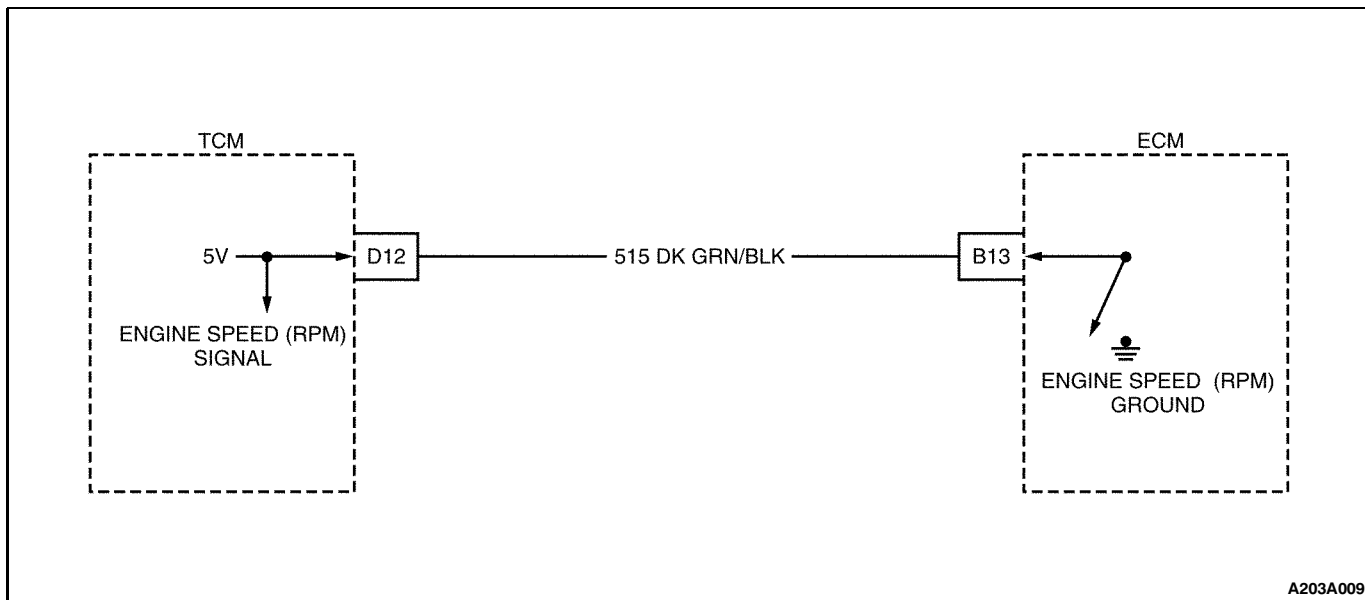 TCM
ECM
5V
D12
515 DK GRN/BLK
B13
ENGINE SPEED (RPM)
SIGNAL
ENGINE SPEED (RPM)
GROUND
A203A009